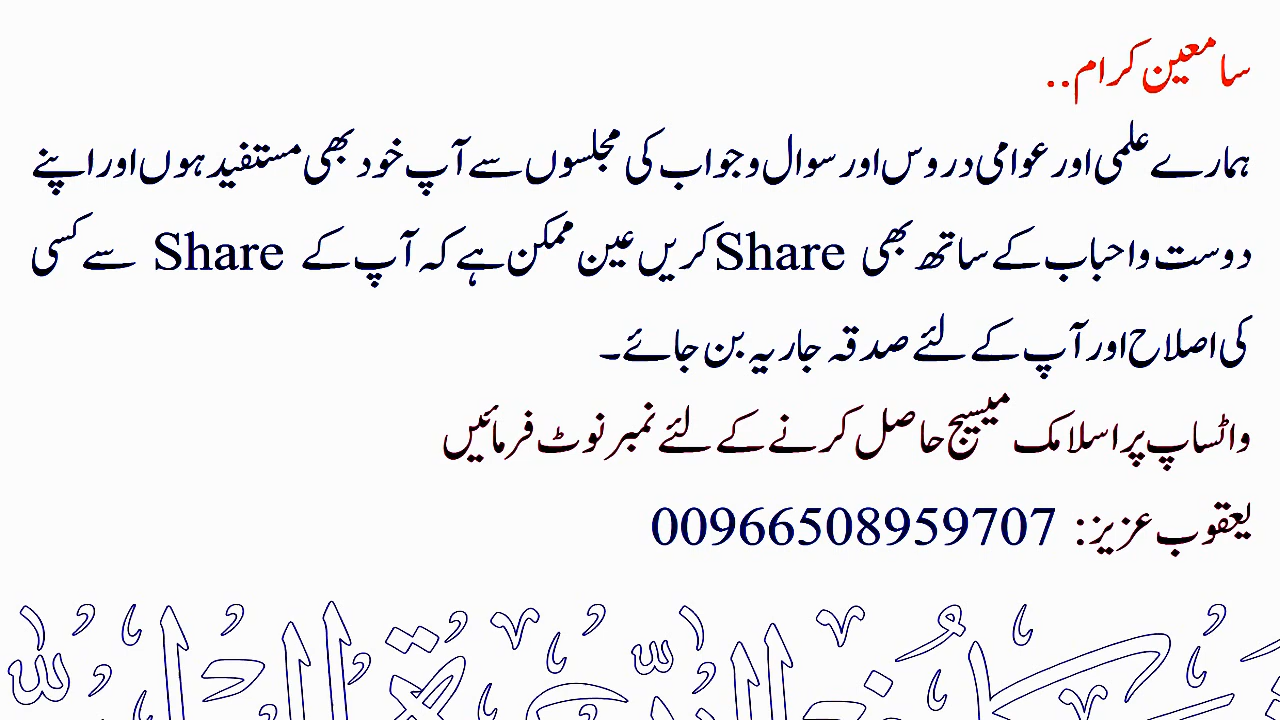 سامعین کرام..
ہمارے علمی اور عوامی دروس اور سوال وجواب کی مجلسوں سے آپ خود بھی مستفید ہوں اور اپنے
دوست واحباب کے ساتھ بھی Share کریں عین ممکن ہے کہ آپ کے Share سے کسی
کی اصلاح اور آپ کے لئے صدقہ جاریہ بن جائے۔
واٹساپ پر اسلامک میسیج حاصل کرنے کے لئے نمبر نوٹ فرمائیں
یعقوب عزیز: 00966508959707